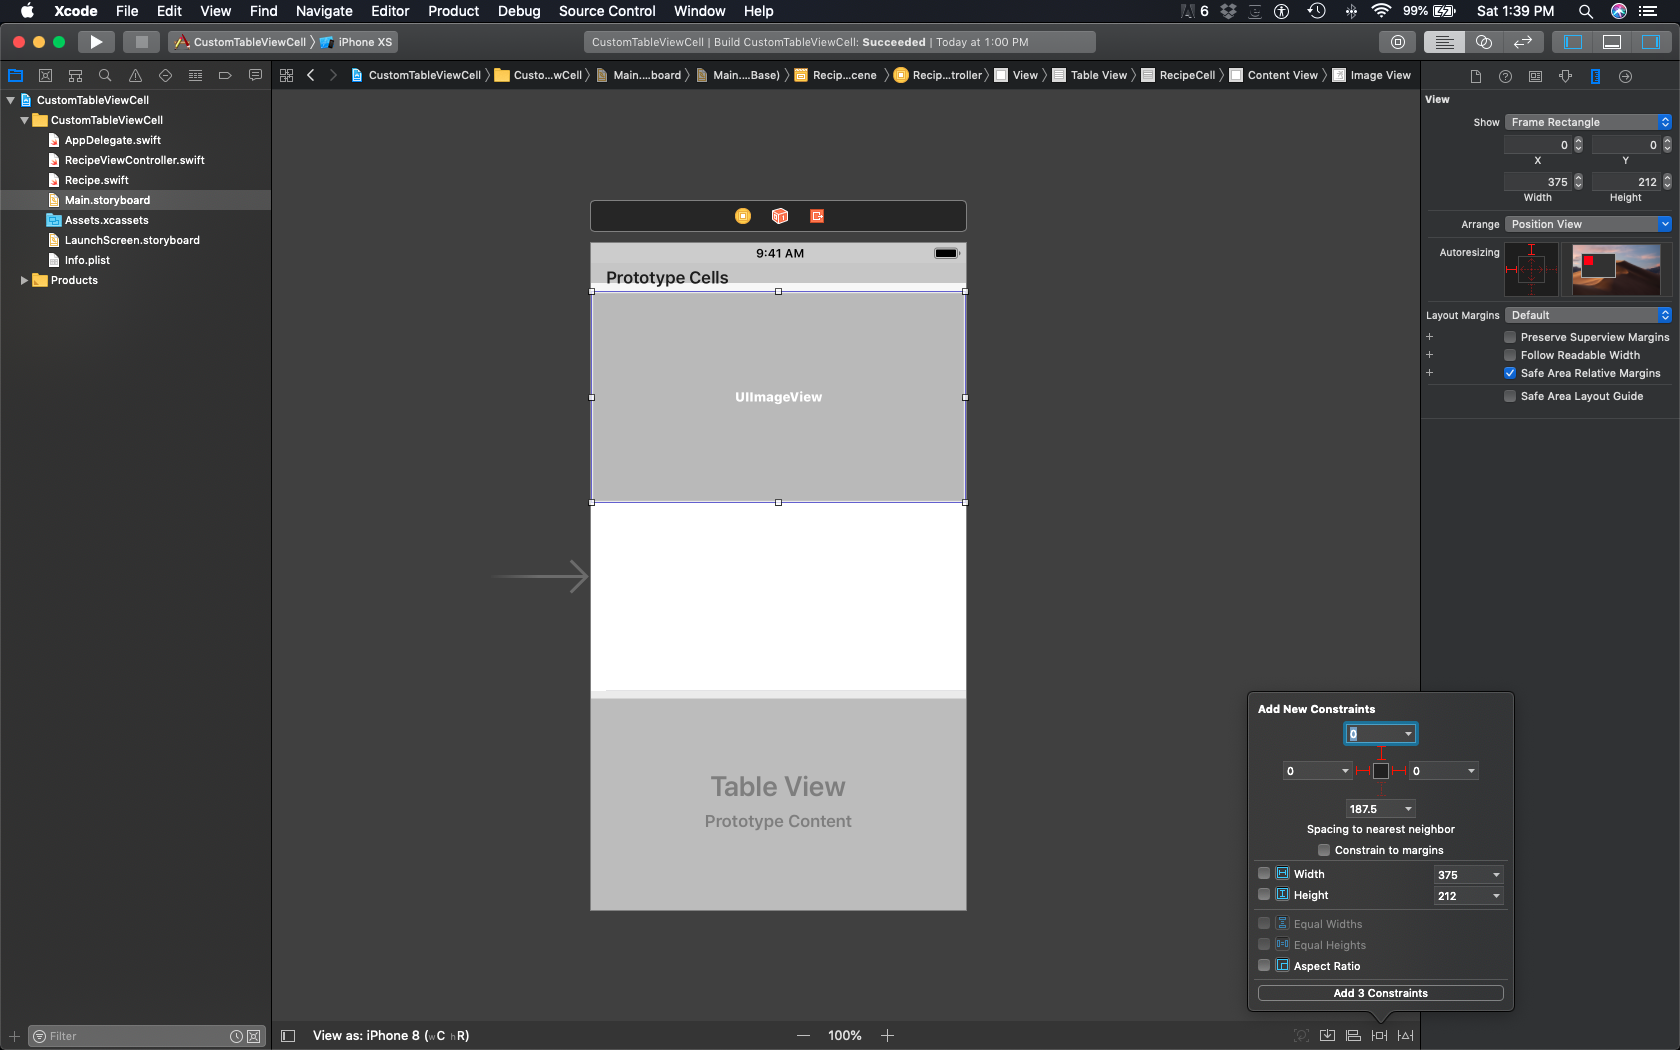 Xcode File Edit View Find Navigate Editor Product Debug Source Control Window Help 6 99% Sat 1:39 PM
CustomTableViewCell iPhone XS CustomTableViewCell | Build CustomTableViewCell: Succeeded | Today at 1:00 PM
CustomTableViewCell Custo...wCell Main....board Main....Base) Recip...cene Recip...troller View Table View RecipeCell Content View Image View
CustomTableViewCell
CustomTableViewCell
AppDelegate.swift
RecipeViewController.swift
Recipe.swift
Main.storyboard
Assets.xcassets
LaunchScreen.storyboard
Info.plist
Products
Filter
9:41 AM
Prototype Cells
UIImageView
Table View
Prototype Content
View as: iPhone 8 (wC hR)
100%
View
Show Frame Rectangle
0 0
X Y
375 212
Width Height
Arrange Position View
Autoresizing
Layout Margins Default
Preserve Superview Margins
Follow Readable Width
Safe Area Relative Margins
Safe Area Layout Guide
Add New Constraints
0
0 0
187.5
Spacing to nearest neighbor
Constrain to margins
Width 375
Height 212
Equal Widths
Equal Heights
Aspect Ratio
Add 3 Constraints